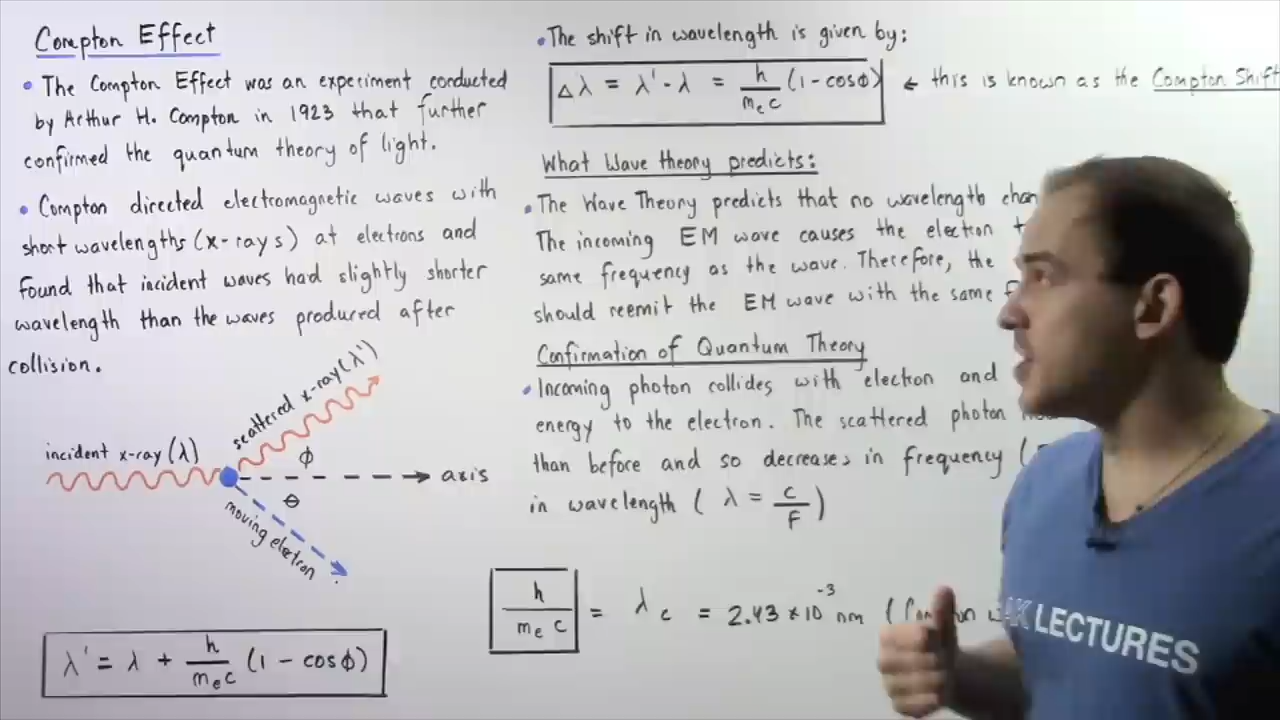 Compton Effect
• The Compton Effect was an experiment conducted
by Arthur H. Compton in 1923 that further
confirmed the quantum theory of light.
• Compton directed electromagnetic waves with
short wavelengths (x-rays) at electrons and
found that incident waves had slightly shorter
wavelength than the waves produced after
collision.
incident x-ray (λ)
scattered x-ray (λ')
ϕ
axis
θ
moving electron
λ' = λ + h/(m_e c) (1 - cosϕ)
• The shift in wavelength is given by:
Δλ = λ' - λ = h/(m_e c) (1 - cosϕ) ← this is known as the Compton Shift
What Wave theory predicts:
• The Wave Theory predicts that no wavelength
The incoming EM wave causes the electron
same frequency as the wave. Therefore, the
should reemit the EM wave with the same
Confirmation of Quantum Theory
• Incoming photon collides with electron and
energy to the electron. The scattered photon
than before and so decreases in frequency (
in wavelength ( λ = c/F )
h/(m_e c) = λ_c = 2.43 × 10^-3 nm (
AK LECTURES